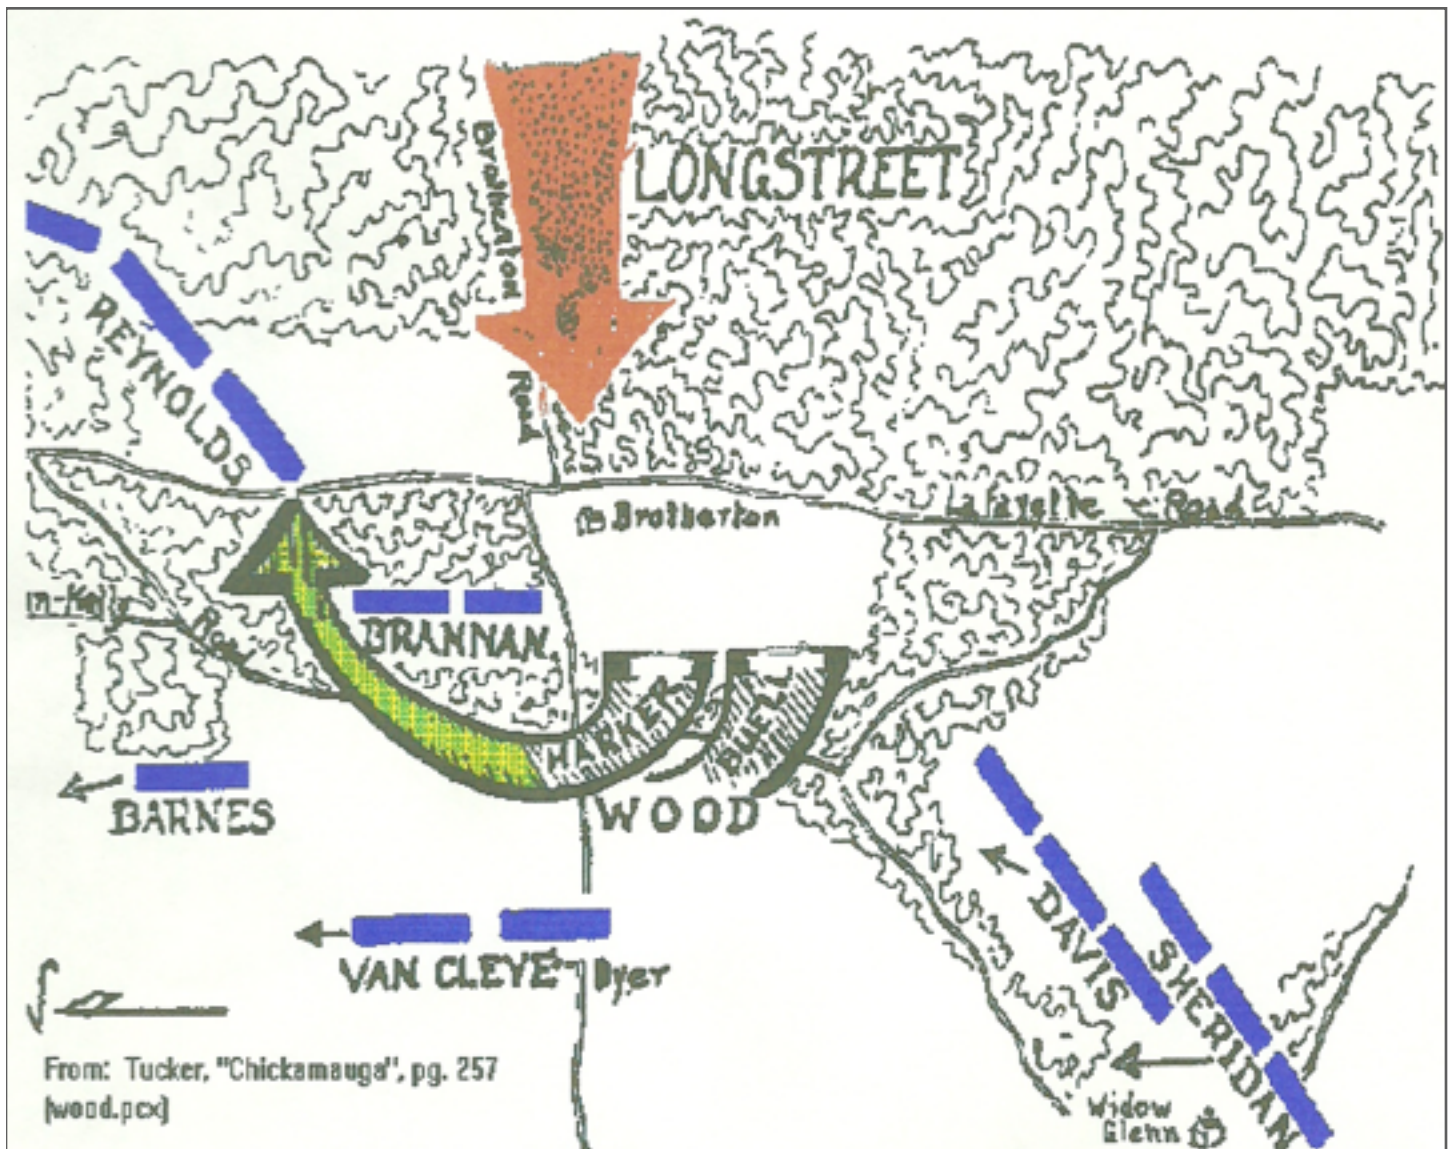 Brotherton
Road
LONGSTREET
REYNOLDS
Brotherton
Lafayette Road
Road
BRANNAN
HARKER
BUELL
WOOD
BARNES
VAN CLEVE
Dyer
DAVIS
SHERIDAN
Widow
Glenn
From: Tucker, "Chickamauga", pg. 257
(wood.pcx)